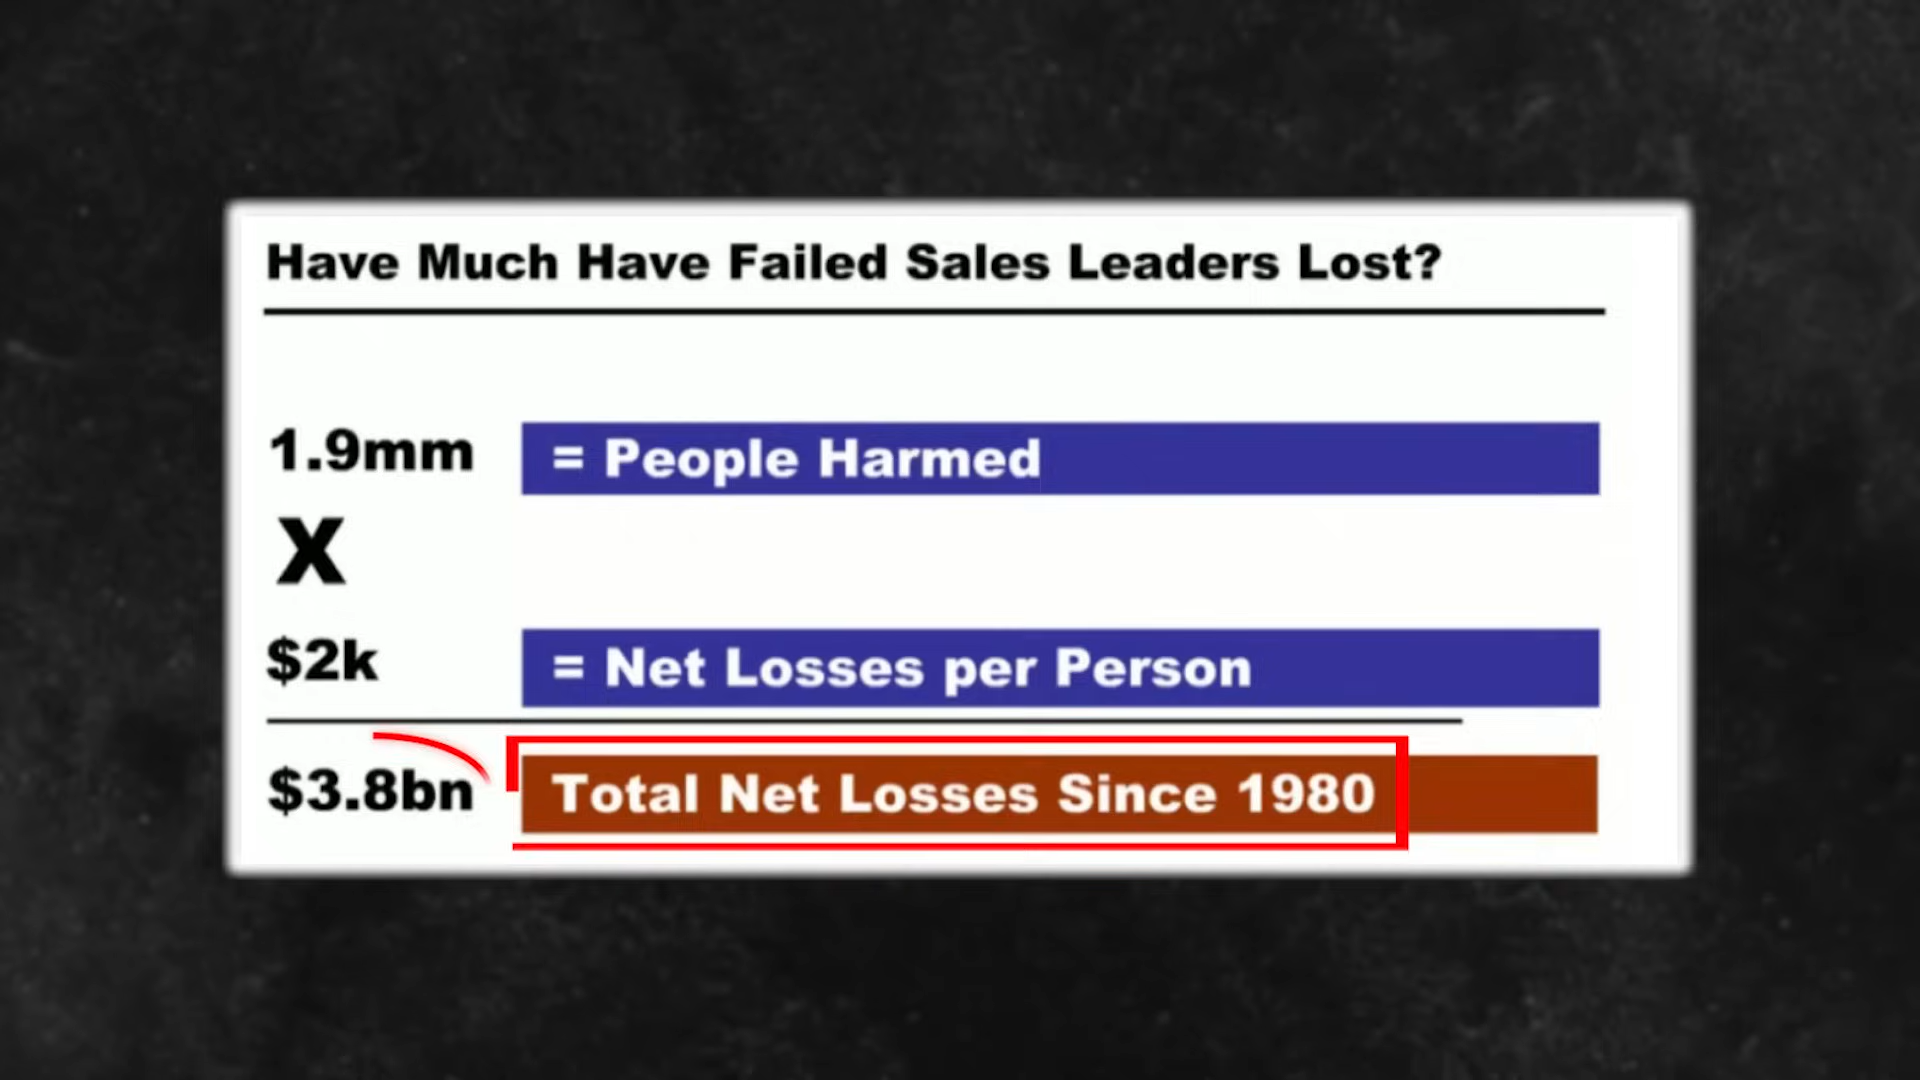 Have Much Have Failed Sales Leaders Lost?
1.9mm = People Harmed
X
$2k = Net Losses per Person
$3.8bn Total Net Losses Since 1980